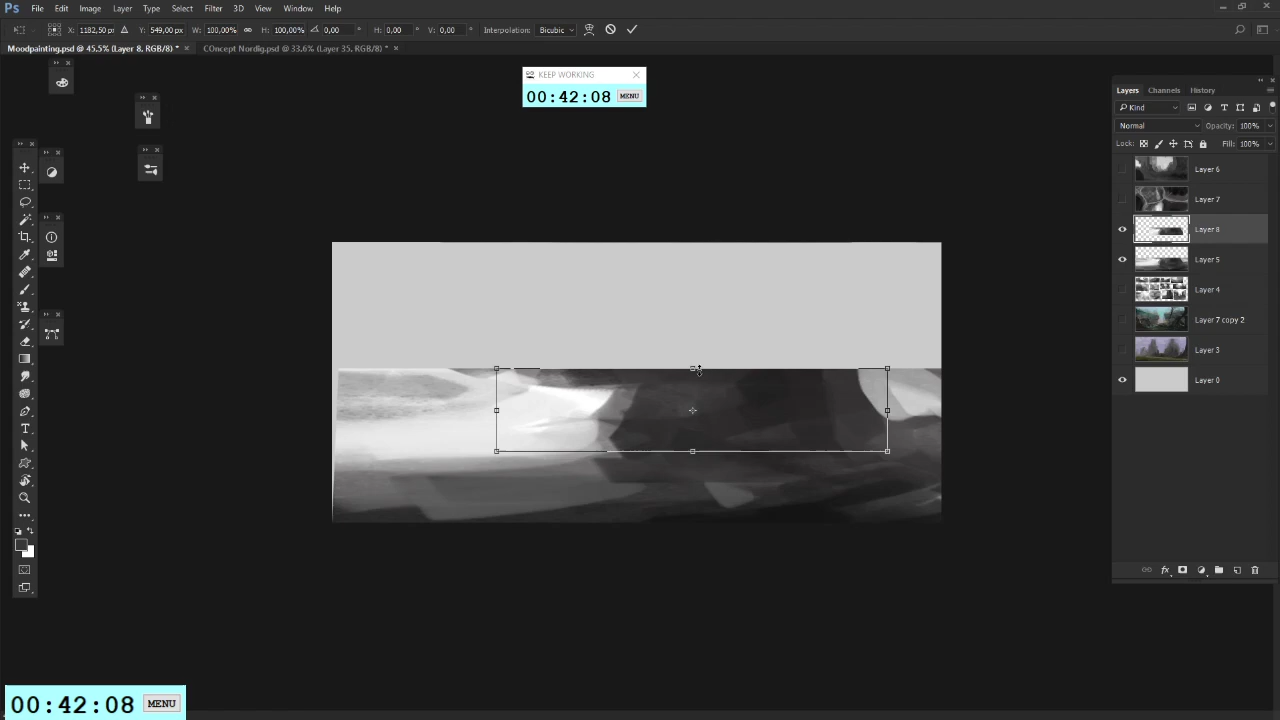 Ps File Edit Image Layer Type Select Filter 3D View Window Help
X: 1182,50 px Y: 549,00 px W: 100,00% H: 100,00% 0,00 ° H: 0,00 ° V: 0,00 ° Interpolation: Bicubic
Moodpainting.psd @ 45,5% (Layer 8, RGB/8) * × COncept Nordig.psd @ 33,6% (Layer 35, RGB/8) * ×
KEEP WORKING
00:42:08 MENU
Layers Channels History
Kind
Normal Opacity: 100%
Lock: Fill: 100%
Layer 6
Layer 7
Layer 8
Layer 5
Layer 4
Layer 7 copy 2
Layer 3
Layer 0
fx
00:42:08 MENU